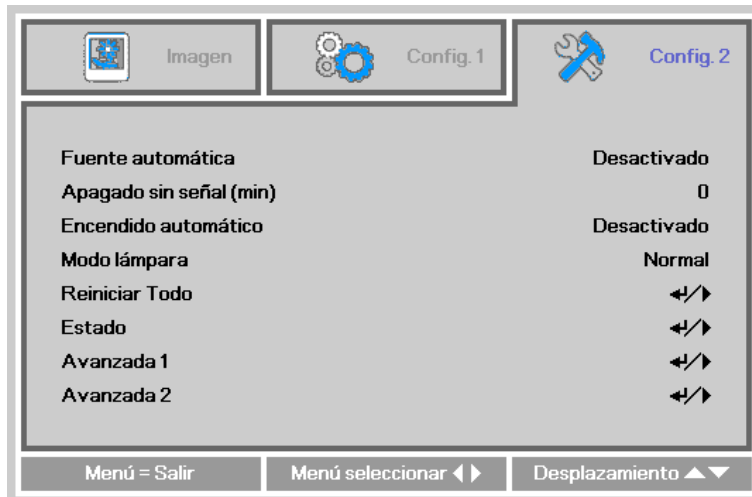 Imagen Config. 1 Config. 2
Fuente automática Desactivado
Apagado sin señal (min) 0
Encendido automático Desactivado
Modo lámpara Normal
Reiniciar Todo ↵/▶
Estado ↵/▶
Avanzada 1 ↵/▶
Avanzada 2 ↵/▶
Menú = Salir Menú seleccionar ◀▶ Desplazamiento ▲▼